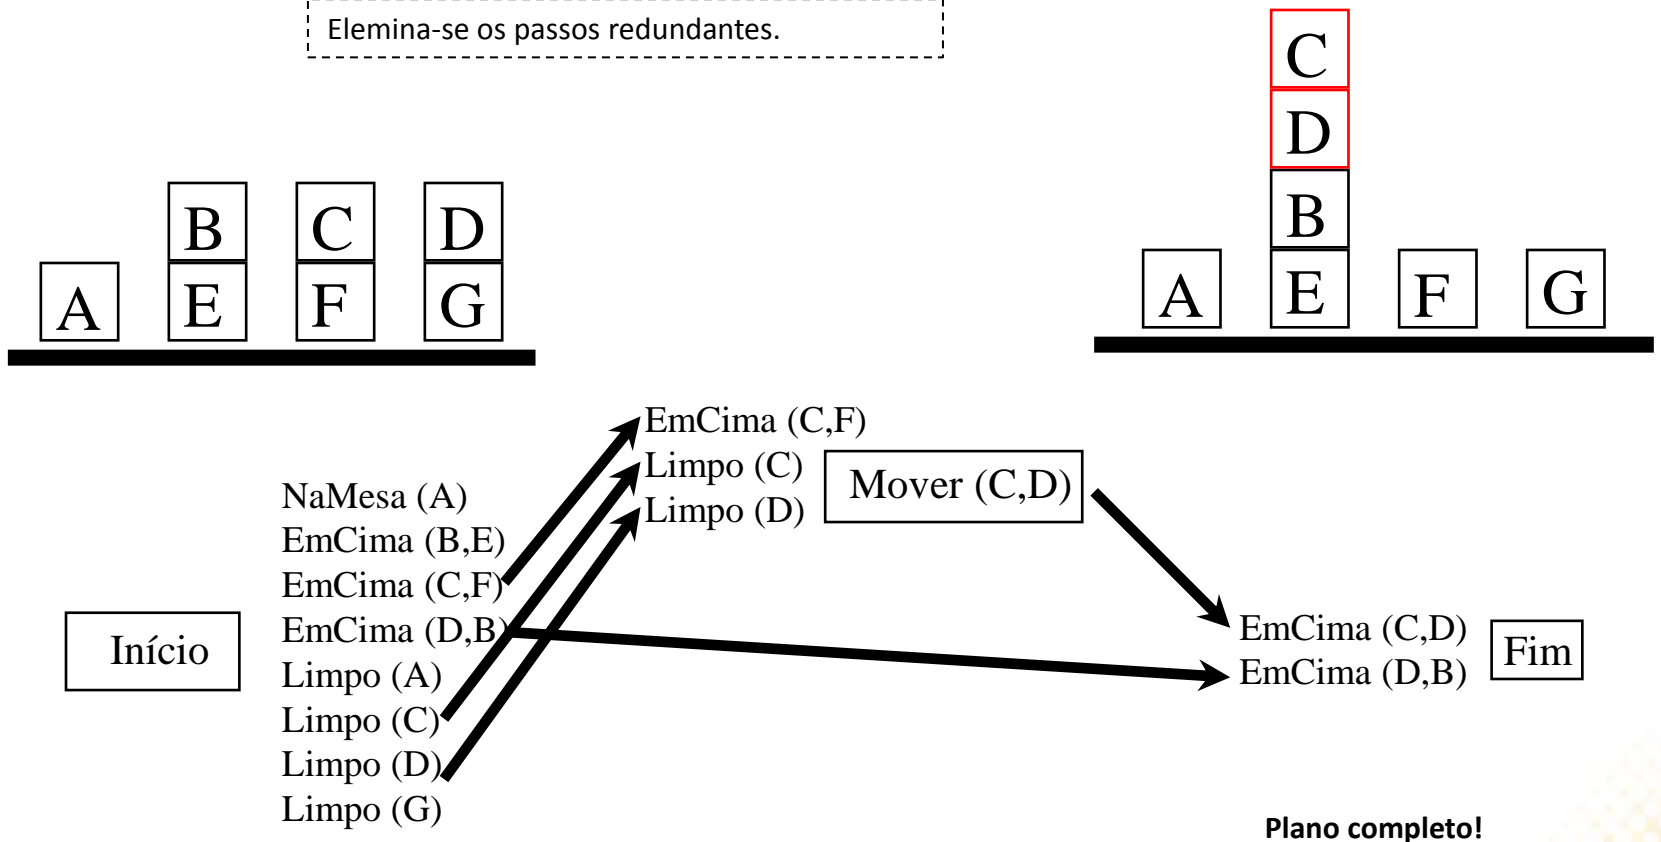 Elemina-se os passos redundantes.
C
D
B
A E F G
B C D
A E F G
EmCima (C,F)
Limpo (C)
Limpo (D)
Mover (C,D)
NaMesa (A)
EmCima (B,E)
EmCima (C,F)
EmCima (D,B)
Limpo (A)
Limpo (C)
Limpo (D)
Limpo (G)
Início
EmCima (C,D)
EmCima (D,B)
Fim
Plano completo!